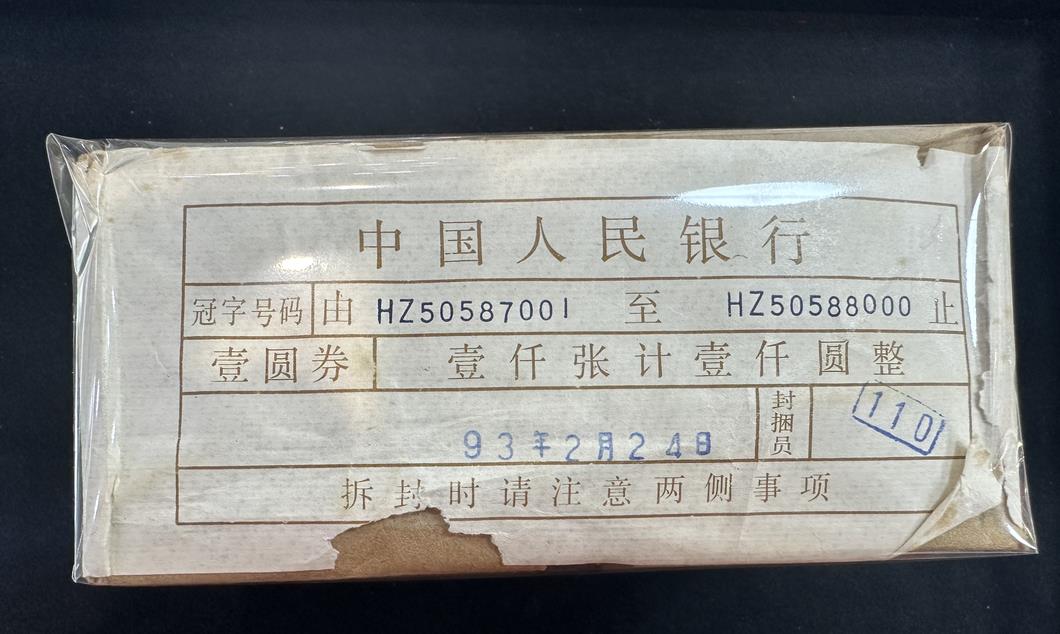 中国人民银行
冠字号码 由 HZ50587001 至 HZ50588000 止
壹圆券 壹仟张计壹仟圆整
93年2月24日 封捆员 110
拆封时请注意两侧事项